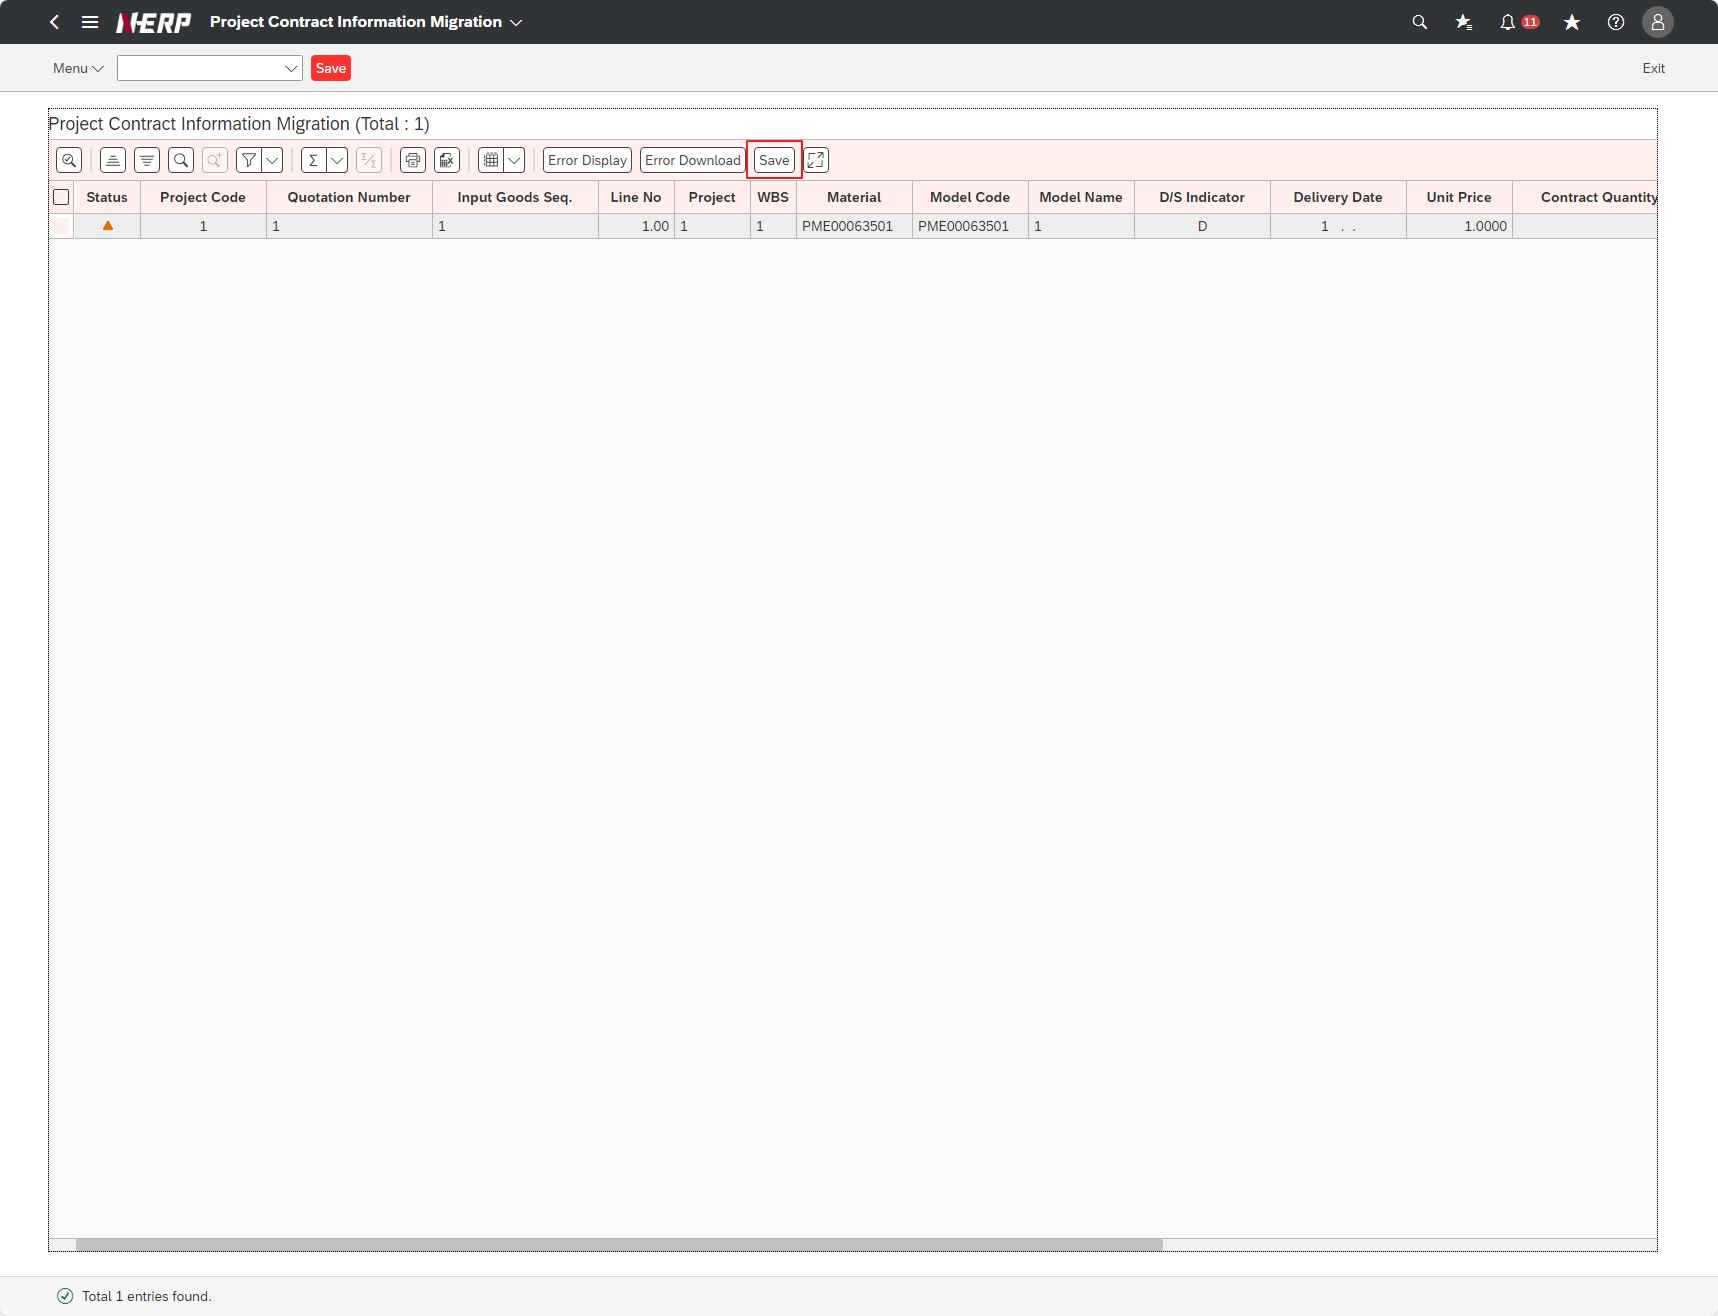 NERP Project Contract Information Migration 11
Menu Save Exit
Project Contract Information Migration (Total : 1)
Error Display Error Download Save
Status Project Code Quotation Number Input Goods Seq. Line No Project WBS Material Model Code Model Name D/S Indicator Delivery Date Unit Price Contract Quantity
1 1 1 1.00 1 1 PME00063501 PME00063501 1 D 1 . . 1.0000
Total 1 entries found.